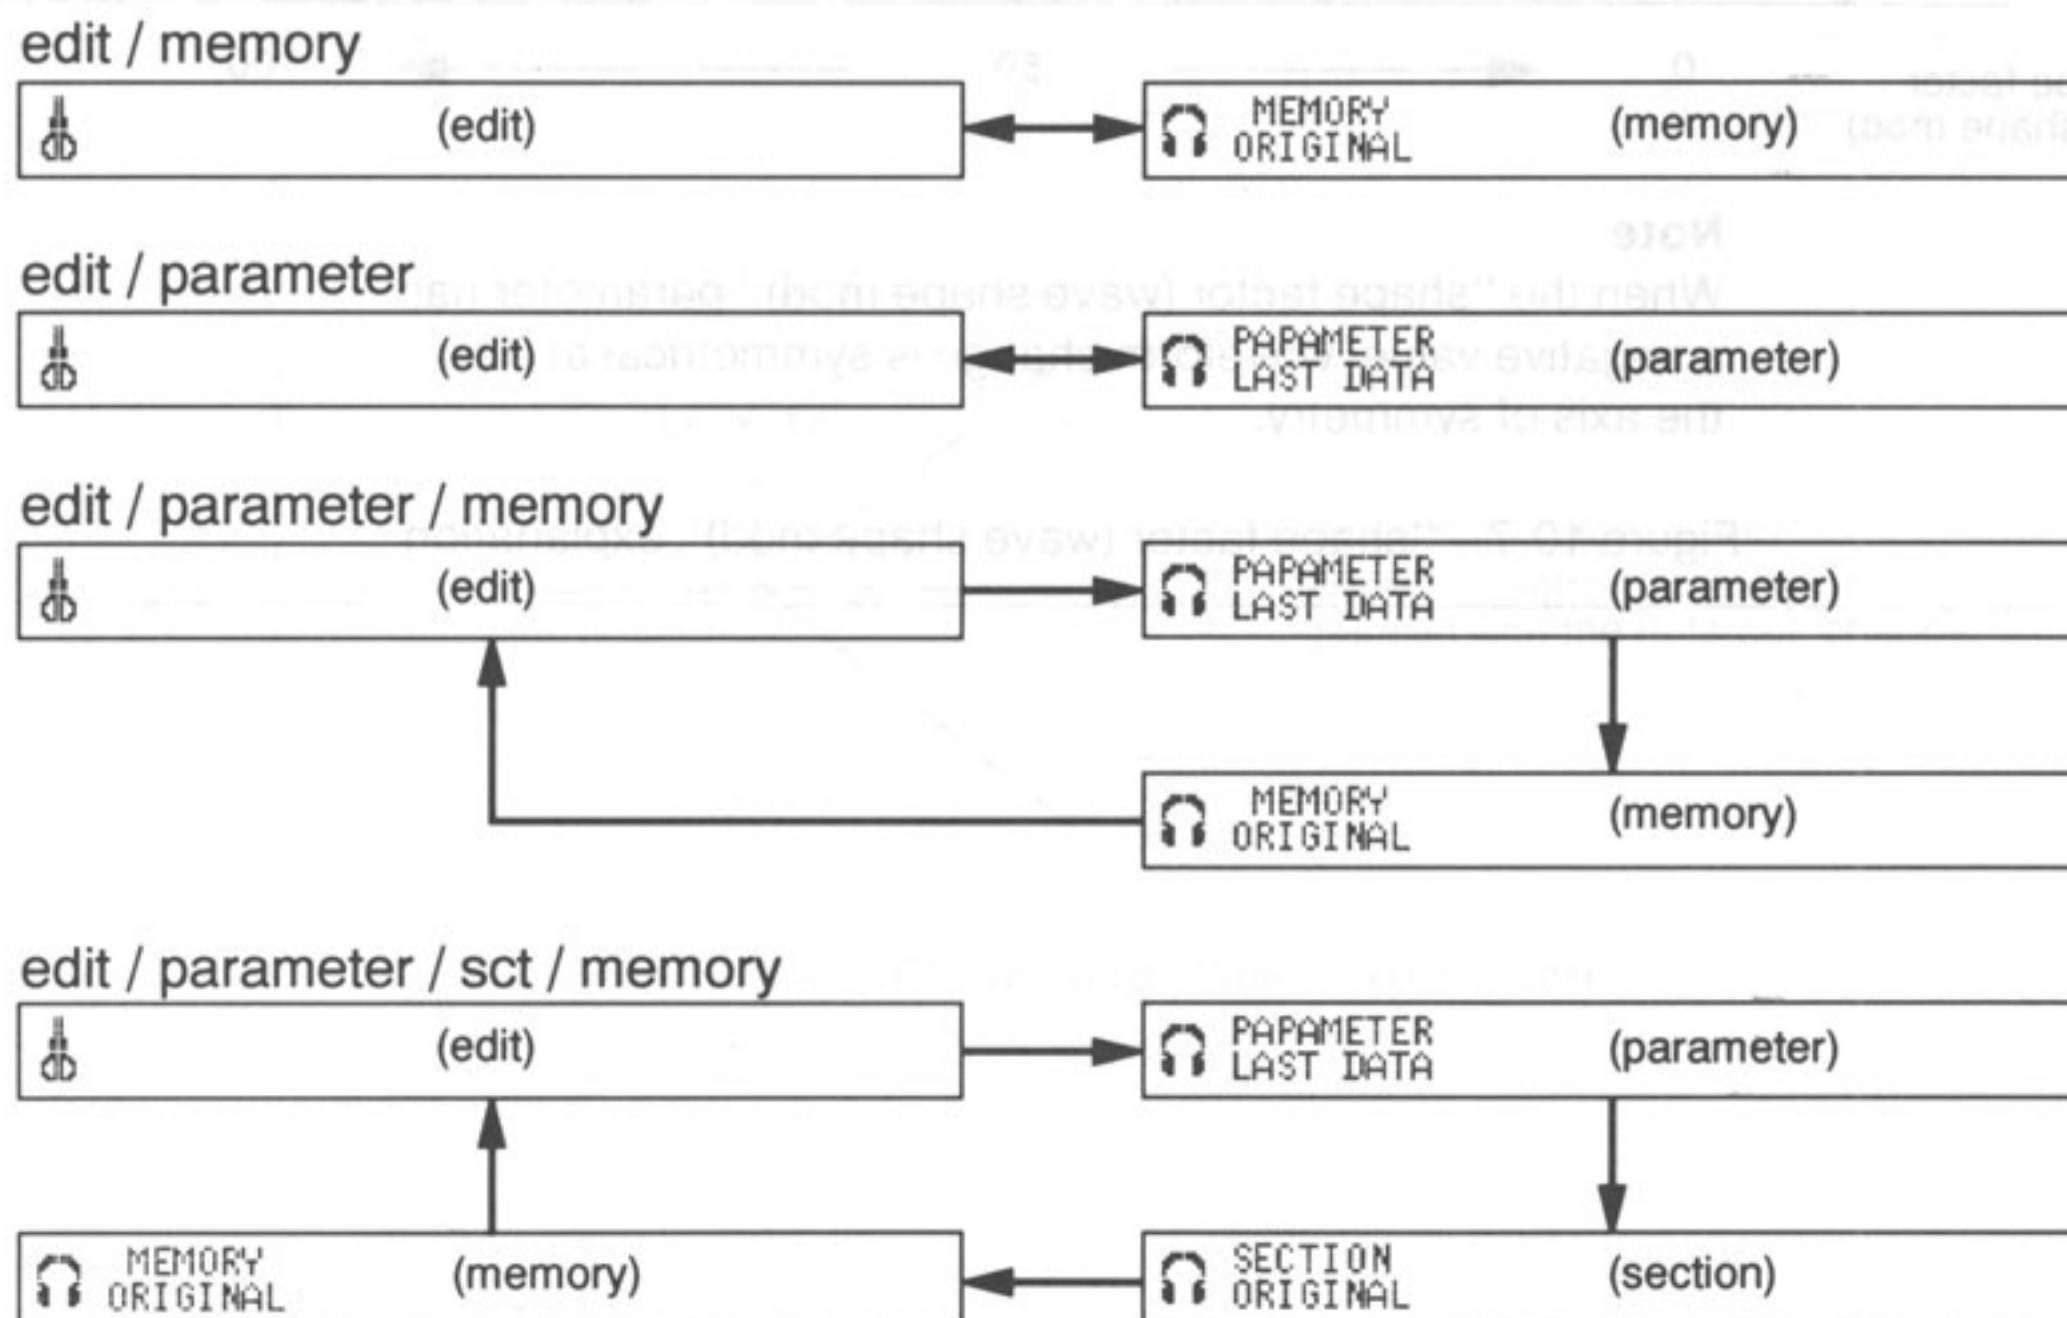 edit / memory
(edit)
MEMORY
ORIGINAL
(memory)
edit / parameter
(edit)
PAPAMETER
LAST DATA
(parameter)
edit / parameter / memory
(edit)
PAPAMETER
LAST DATA
(parameter)
MEMORY
ORIGINAL
(memory)
edit / parameter / sct / memory
(edit)
PAPAMETER
LAST DATA
(parameter)
MEMORY
ORIGINAL
(memory)
SECTION
ORIGINAL
(section)